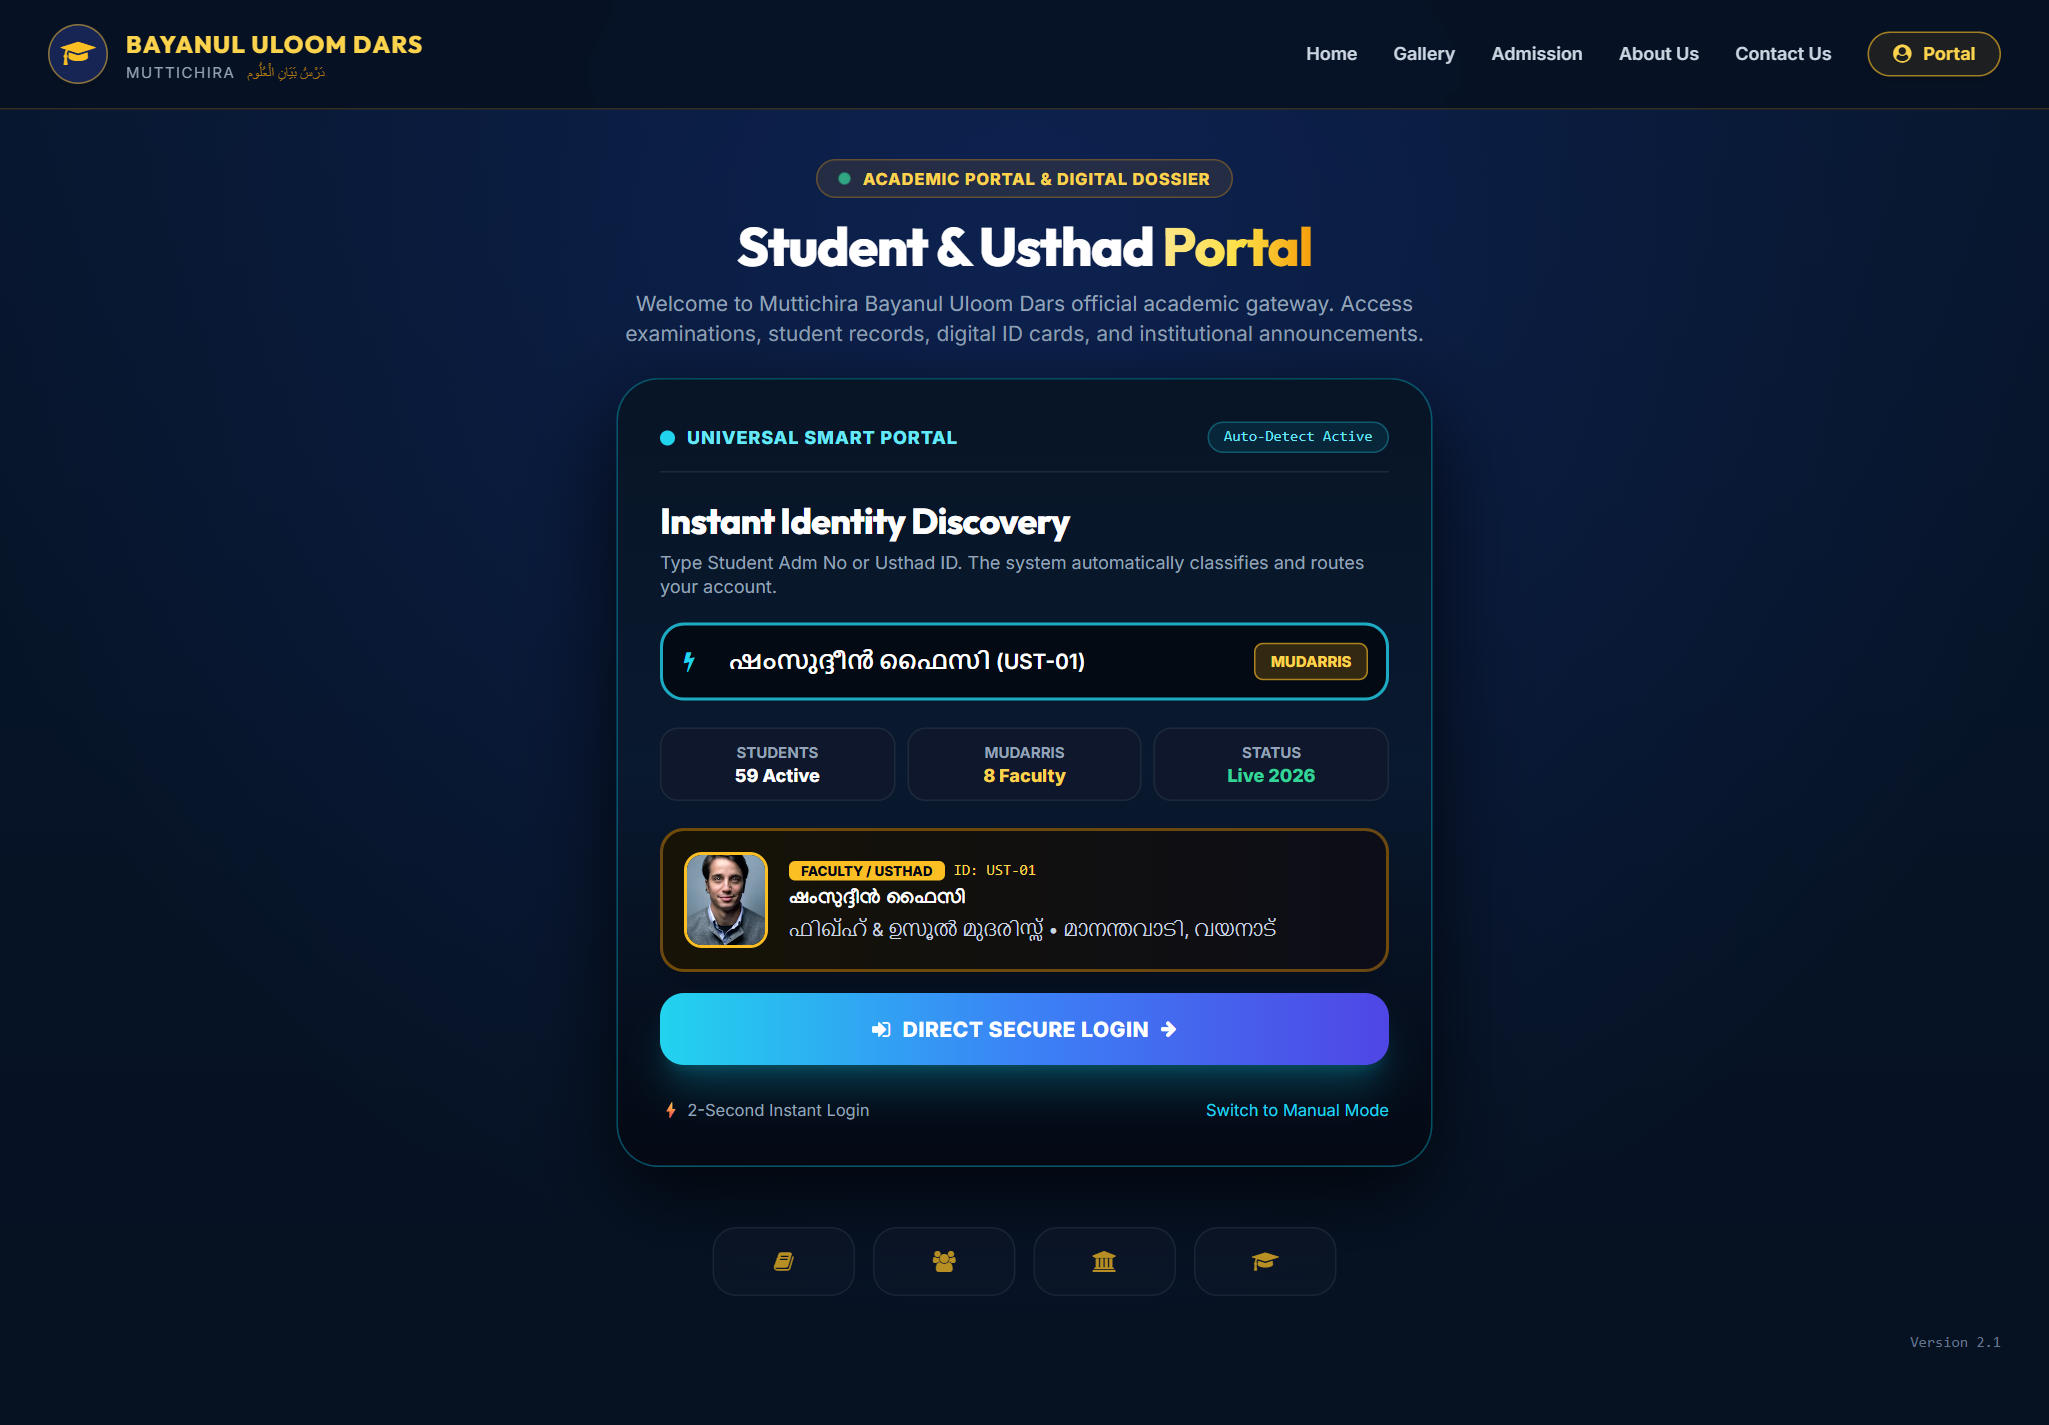 BAYANUL ULOOM DARS
MUTTICHIRA دَرْسُ بَيَانِ الْعُلُوم
Home Gallery Admission About Us Contact Us Portal
ACADEMIC PORTAL & DIGITAL DOSSIER
Student & Usthad Portal
Welcome to Muttichira Bayanul Uloom Dars official academic gateway. Access
examinations, student records, digital ID cards, and institutional announcements.
UNIVERSAL SMART PORTAL Auto-Detect Active
Instant Identity Discovery
Type Student Adm No or Usthad ID. The system automatically classifies and routes
your account.
ഷംസുദ്ദീൻ ഫൈസി (UST-01) MUDARRIS
STUDENTS MUDARRIS STATUS
59 Active 8 Faculty Live 2026
FACULTY / USTHAD ID: UST-01
ഷംസുദ്ദീൻ ഫൈസി
ഫിഖ്ഹ് & ഉസൂൽ മുദരിസ്സ് • മാനന്തവാടി, വയനാട്
DIRECT SECURE LOGIN
2-Second Instant Login Switch to Manual Mode
Version 2.1